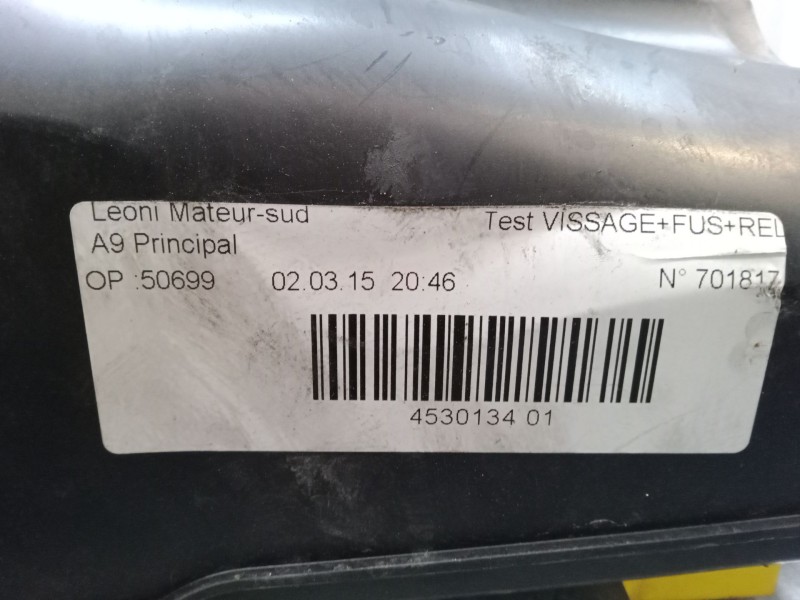 Leoni Mateur-sud Test VISSAGE+FUS+REL
A9 Principal
OP :50699 02.03.15 20:46 N° 701817
4530134 01